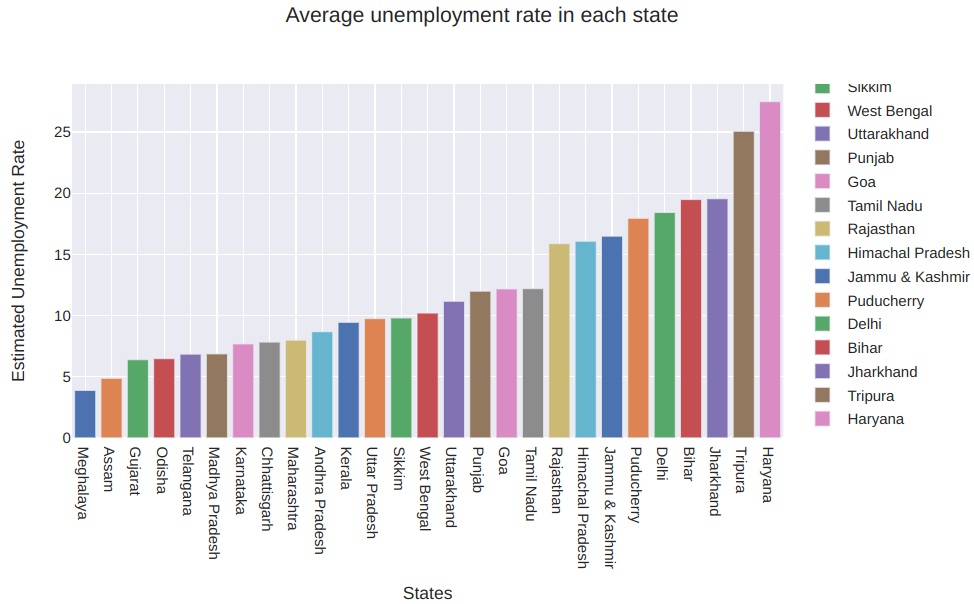 Average unemployment rate in each state
Estimated Unemployment Rate
25
20
15
10
5
0
Meghalaya
Assam
Gujarat
Odisha
Telangana
Madhya Pradesh
Karnataka
Chhattisgarh
Maharashtra
Andhra Pradesh
Kerala
Uttar Pradesh
Sikkim
West Bengal
Uttarakhand
Punjab
Goa
Tamil Nadu
Rajasthan
Himachal Pradesh
Jammu & Kashmir
Puducherry
Delhi
Bihar
Jharkhand
Tripura
Haryana
States
Sikkim
West Bengal
Uttarakhand
Punjab
Goa
Tamil Nadu
Rajasthan
Himachal Pradesh
Jammu & Kashmir
Puducherry
Delhi
Bihar
Jharkhand
Tripura
Haryana